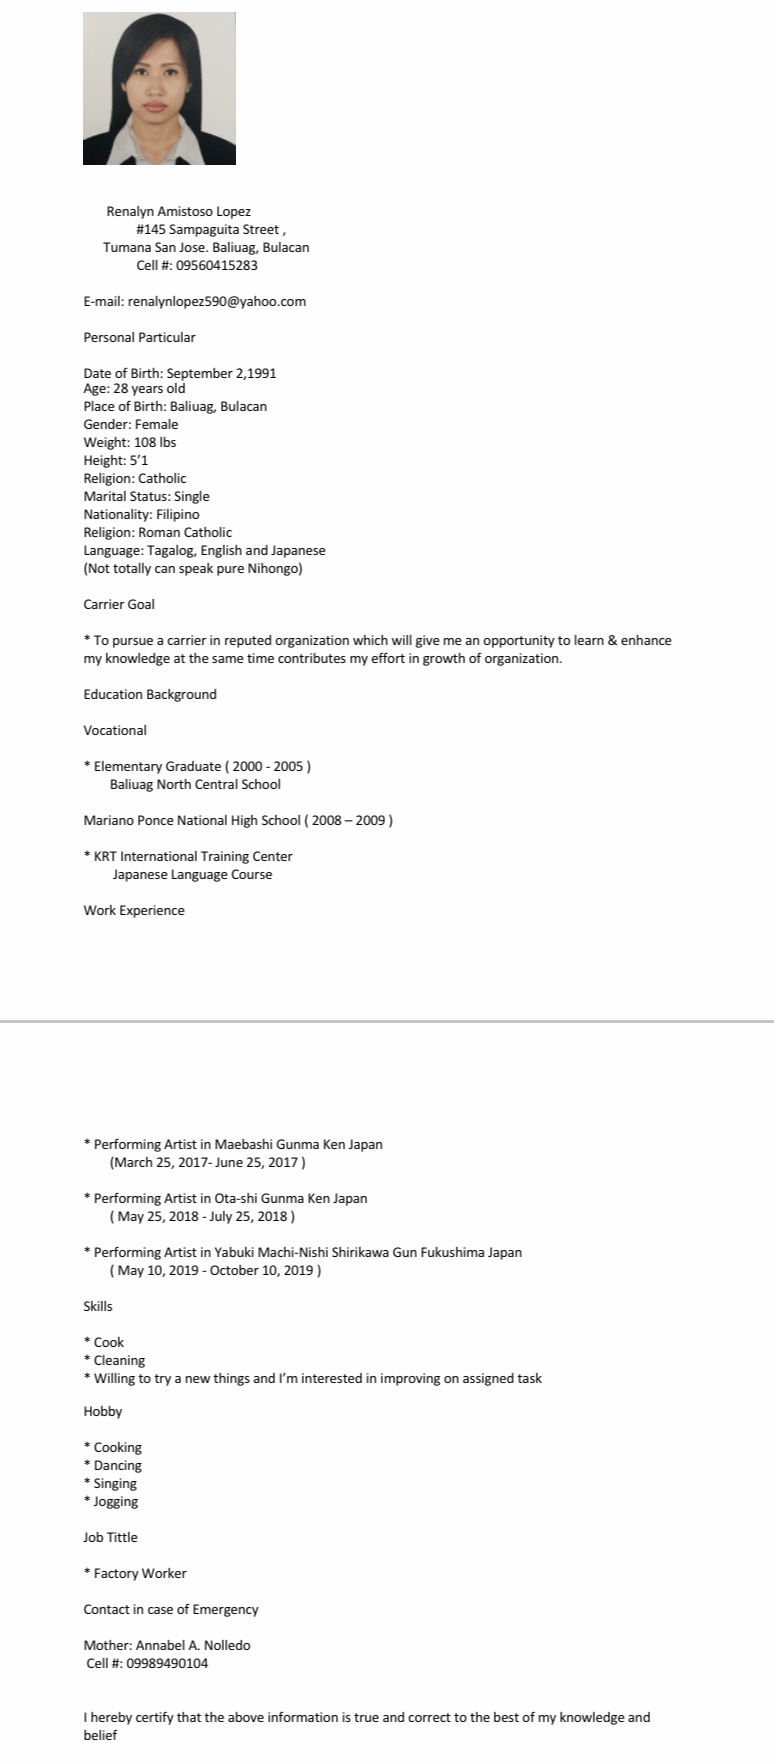 Renalyn Amistoso Lopez
#145 Sampaguita Street ,
Tumana San Jose. Baliuag, Bulacan
Cell #: 09560415283
E-mail: renalynlopez590@yahoo.com
Personal Particular
Date of Birth: September 2,1991
Age: 28 years old
Place of Birth: Baliuag, Bulacan
Gender: Female
Weight: 108 lbs
Height: 5’1
Religion: Catholic
Marital Status: Single
Nationality: Filipino
Religion: Roman Catholic
Language: Tagalog, English and Japanese
(Not totally can speak pure Nihongo)
Carrier Goal
* To pursue a carrier in reputed organization which will give me an opportunity to learn & enhance
my knowledge at the same time contributes my effort in growth of organization.
Education Background
Vocational
* Elementary Graduate ( 2000 - 2005 )
Baliuag North Central School
Mariano Ponce National High School ( 2008 – 2009 )
* KRT International Training Center
Japanese Language Course
Work Experience
* Performing Artist in Maebashi Gunma Ken Japan
(March 25, 2017- June 25, 2017 )
* Performing Artist in Ota-shi Gunma Ken Japan
( May 25, 2018 - July 25, 2018 )
* Performing Artist in Yabuki Machi-Nishi Shirikawa Gun Fukushima Japan
( May 10, 2019 - October 10, 2019 )
Skills
* Cook
* Cleaning
* Willing to try a new things and I’m interested in improving on assigned task
Hobby
* Cooking
* Dancing
* Singing
* Jogging
Job Tittle
* Factory Worker
Contact in case of Emergency
Mother: Annabel A. Nolledo
Cell #: 09989490104
I hereby certify that the above information is true and correct to the best of my knowledge and
belief